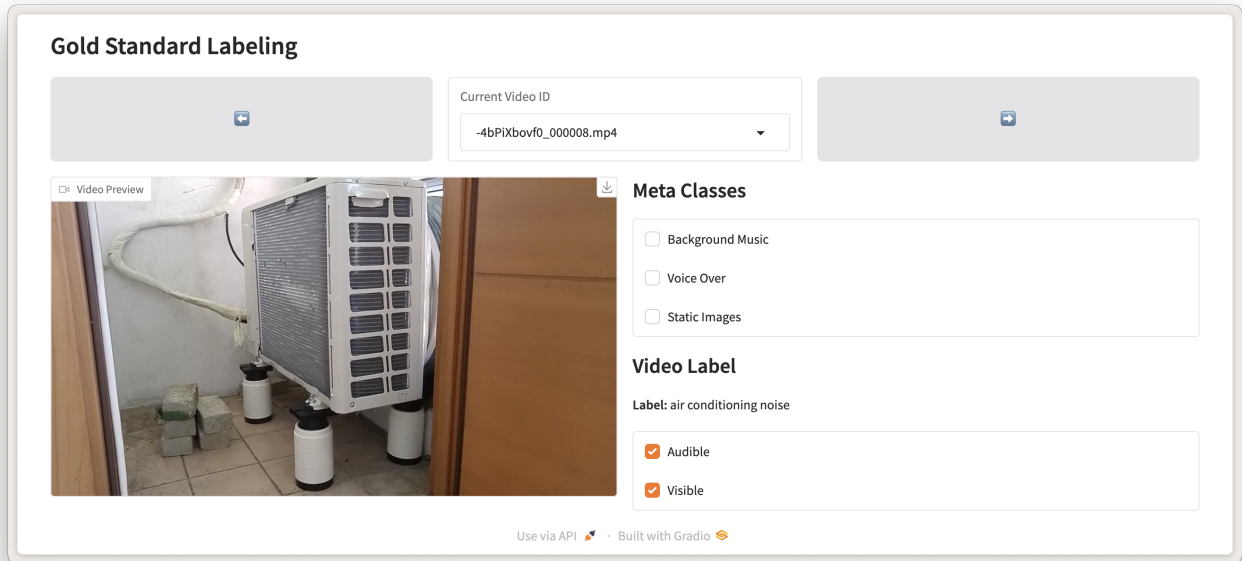 Gold Standard Labeling
Current Video ID
-4bPiXbovf0_000008.mp4
Video Preview
Meta Classes
Background Music
Voice Over
Static Images
Video Label
Label: air conditioning noise
Audible
Visible
Use via API · Built with Gradio